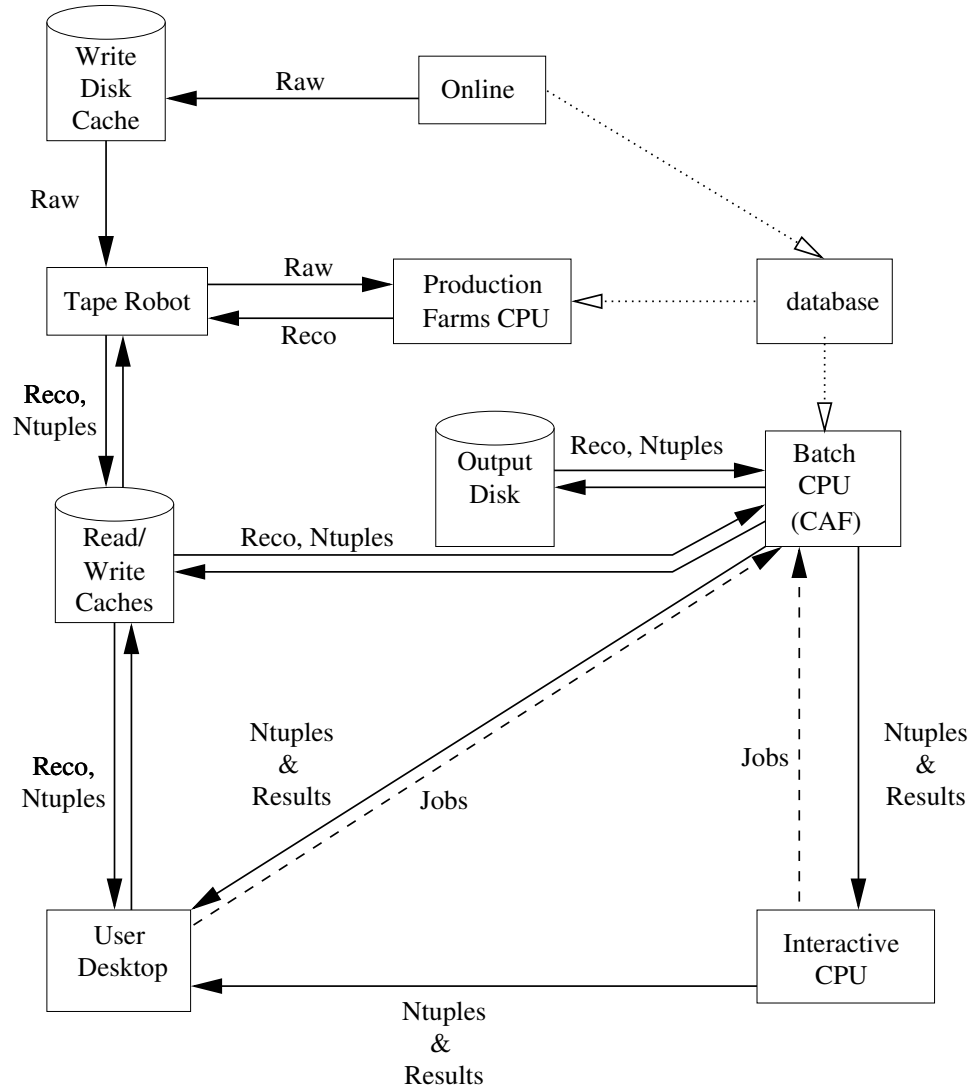 Write
Disk
Cache
Raw
Online
Raw
Tape Robot
Raw
Reco
Production
Farms CPU
database
Reco,
Ntuples
Output
Disk
Reco, Ntuples
Batch
CPU
(CAF)
Read/
Write
Caches
Reco, Ntuples
Reco,
Ntuples
Ntuples
&
Results
Jobs
Jobs
Ntuples
&
Results
User
Desktop
Interactive
CPU
Ntuples
&
Results